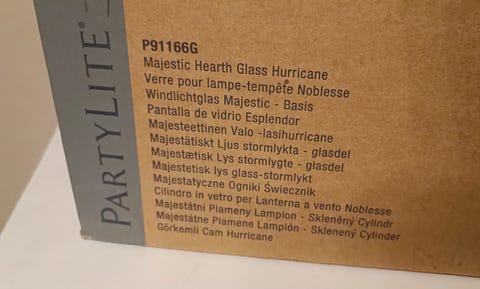 PARTYLITE®
P91166G
Majestic Hearth Glass Hurricane
Verre pour lampe-tempête Noblesse
Windlichtglas Majestic - Basis
Pantalla de vidrio Esplendor
Majesteettinen Valo -lasihurricane
Majestätiskt Ljus stormlykta - glasdel
Majestætisk Lys stormlygte - glasdel
Majestetisk lys glass-stormlykt
Majestatyczne Ogniki Świecznik
Cilindro in vetro per Lanterna a vento Noblesse
Majestátní Plameny Lampion - Skleněný Cylindr
Majestátne Plamene Lampión - Sklenený Cylinder
Görkemli Cam Hurricane